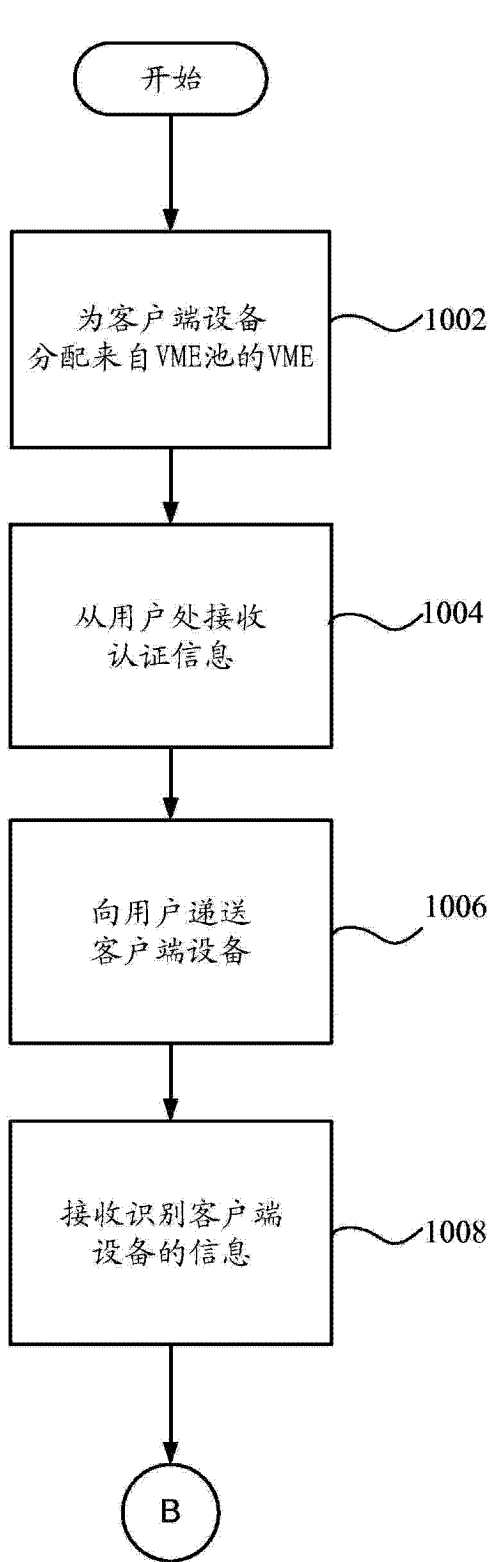 开始
为客户端设备
分配来自VME池的VME
1002
从用户处接收
认证信息
1004
向用户递送
客户端设备
1006
接收识别客户端
设备的信息
1008
B